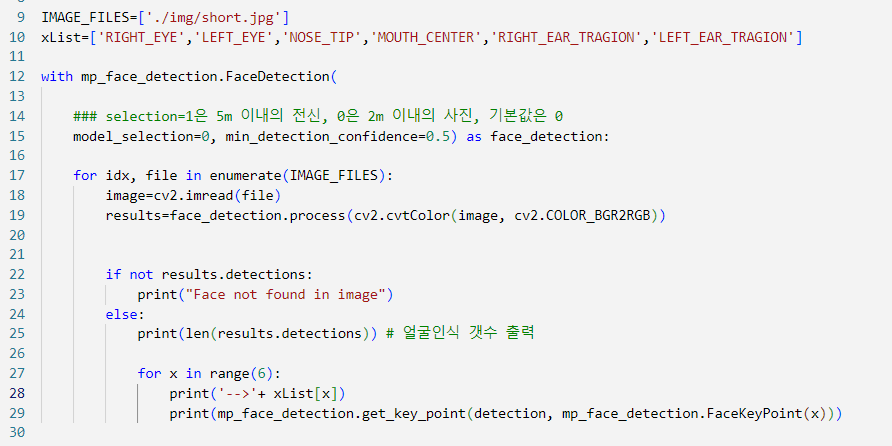 9 IMAGE_FILES=['./img/short.jpg']
10 xList=['RIGHT_EYE','LEFT_EYE','NOSE_TIP','MOUTH_CENTER','RIGHT_EAR_TRAGION','LEFT_EAR_TRAGION']
11
12 with mp_face_detection.FaceDetection(
13
14     ### selection=1은 5m 이내의 전신, 0은 2m 이내의 사진, 기본값은 0
15     model_selection=0, min_detection_confidence=0.5) as face_detection:
16
17     for idx, file in enumerate(IMAGE_FILES):
18         image=cv2.imread(file)
19         results=face_detection.process(cv2.cvtColor(image, cv2.COLOR_BGR2RGB))
20
21
22         if not results.detections:
23             print("Face not found in image")
24         else:
25             print(len(results.detections)) # 얼굴인식 갯수 출력
26
27             for x in range(6):
28                 print('-->'+ xList[x])
29                 print(mp_face_detection.get_key_point(detection, mp_face_detection.FaceKeyPoint(x)))
30